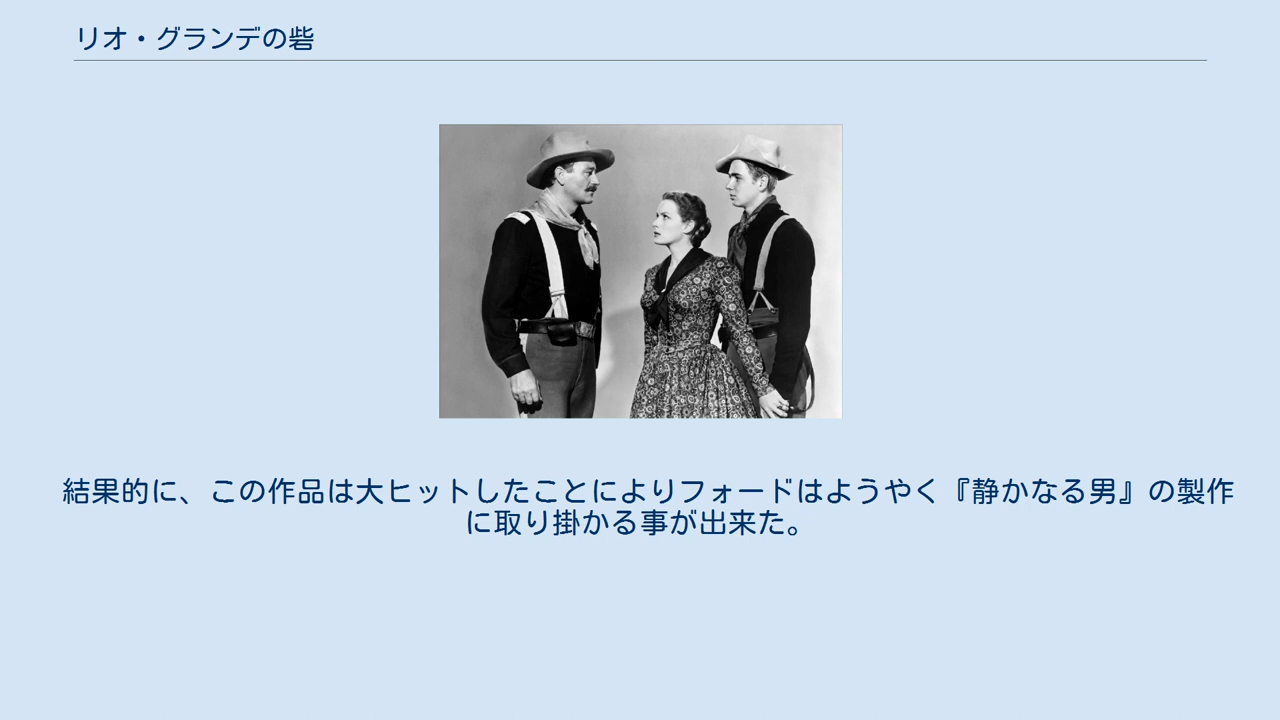 リオ・グランデの砦
結果的に、この作品は大ヒットしたことによりフォードはようやく『静かなる男』の製作
に取り掛かる事が出来た。